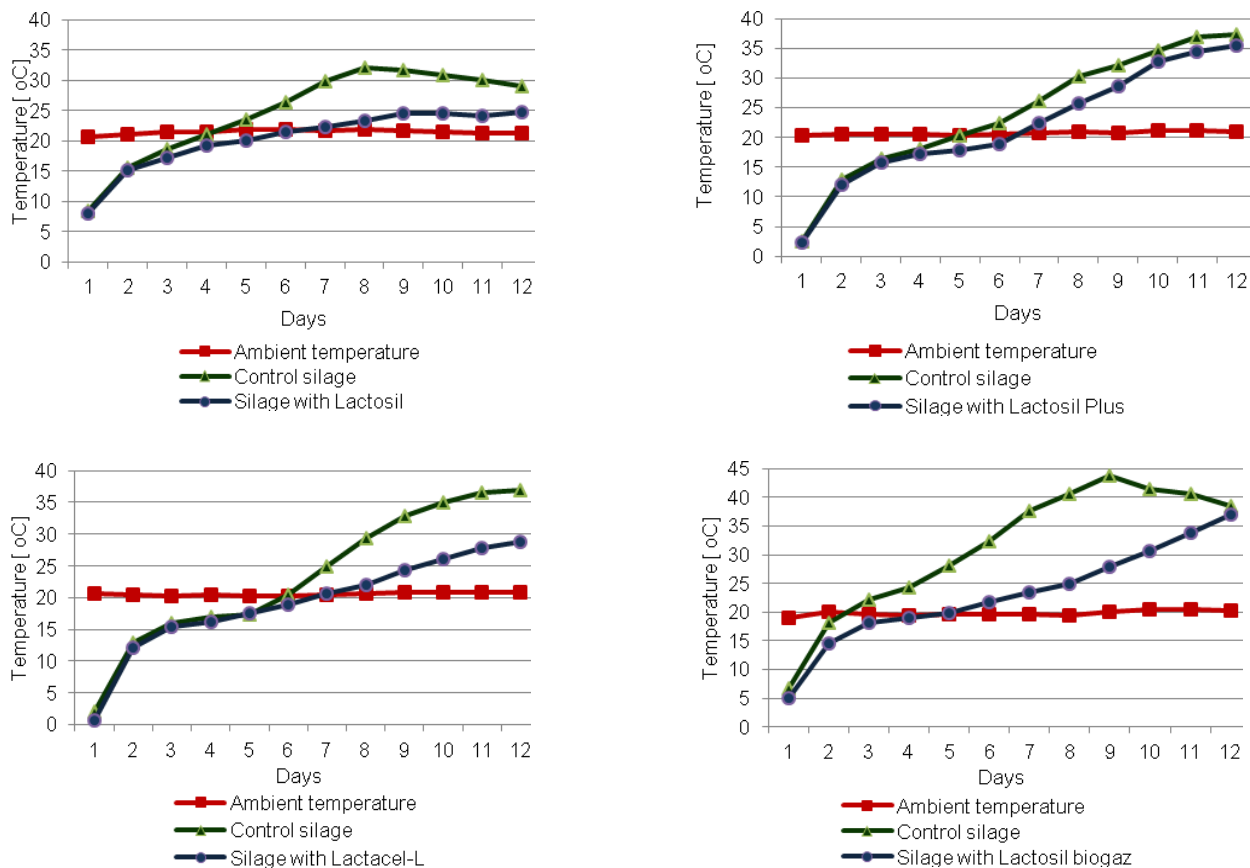 Temperature [ oC]
40
35
30
25
20
15
10
5
0
1 2 3 4 5 6 7 8 9 10 11 12
Days
Ambient temperature
Control silage
Silage with Lactosil
Temperature [ oC]
40
35
30
25
20
15
10
5
0
1 2 3 4 5 6 7 8 9 10 11 12
Days
Ambient temperature
Control silage
Silage with Lactosil Plus
Temperature [ oC]
40
35
30
25
20
15
10
5
0
1 2 3 4 5 6 7 8 9 10 11 12
Days
Ambient temperature
Control silage
Silage with Lactacel-L
Temperature [ oC]
45
40
35
30
25
20
15
10
5
0
1 2 3 4 5 6 7 8 9 10 11 12
Days
Ambient temperature
Control silage
Silage with Lactosil biogaz